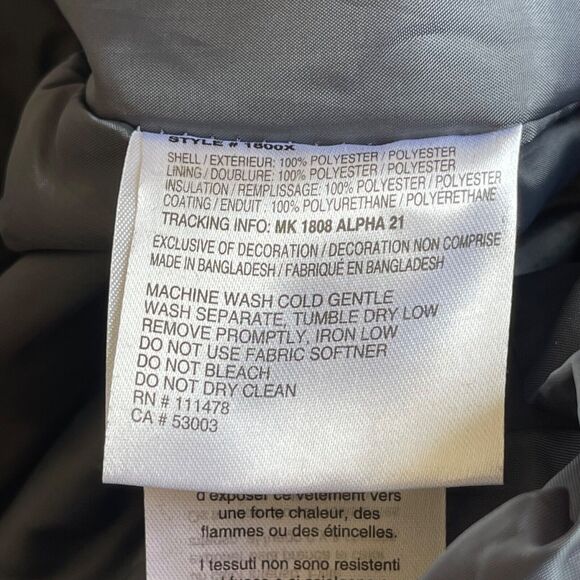 STYLE # 1800X
SHELL / EXTÉRIEUR: 100% POLYESTER / POLYESTER
LINING / DOUBLURE: 100% POLYESTER / POLYESTER
INSULATION / REMPLISSAGE: 100% POLYESTER / POLYESTER
COATING / ENDUIT : 100% POLYURETHANE / POLYERETHANE
TRACKING INFO: MK 1808 ALPHA 21
EXCLUSIVE OF DECORATION / DECORATION NON COMPRISE
MADE IN BANGLADESH / FABRIQUÉ EN BANGLADESH
MACHINE WASH COLD GENTLE
WASH SEPARATE, TUMBLE DRY LOW
REMOVE PROMPTLY, IRON LOW
DO NOT USE FABRIC SOFTNER
DO NOT BLEACH
DO NOT DRY CLEAN
RN # 111478
CA # 53003
d'exposer ce vêtement vers
une forte chaleur, des
flammes ou des étincelles.
I tessuti non sono resistenti